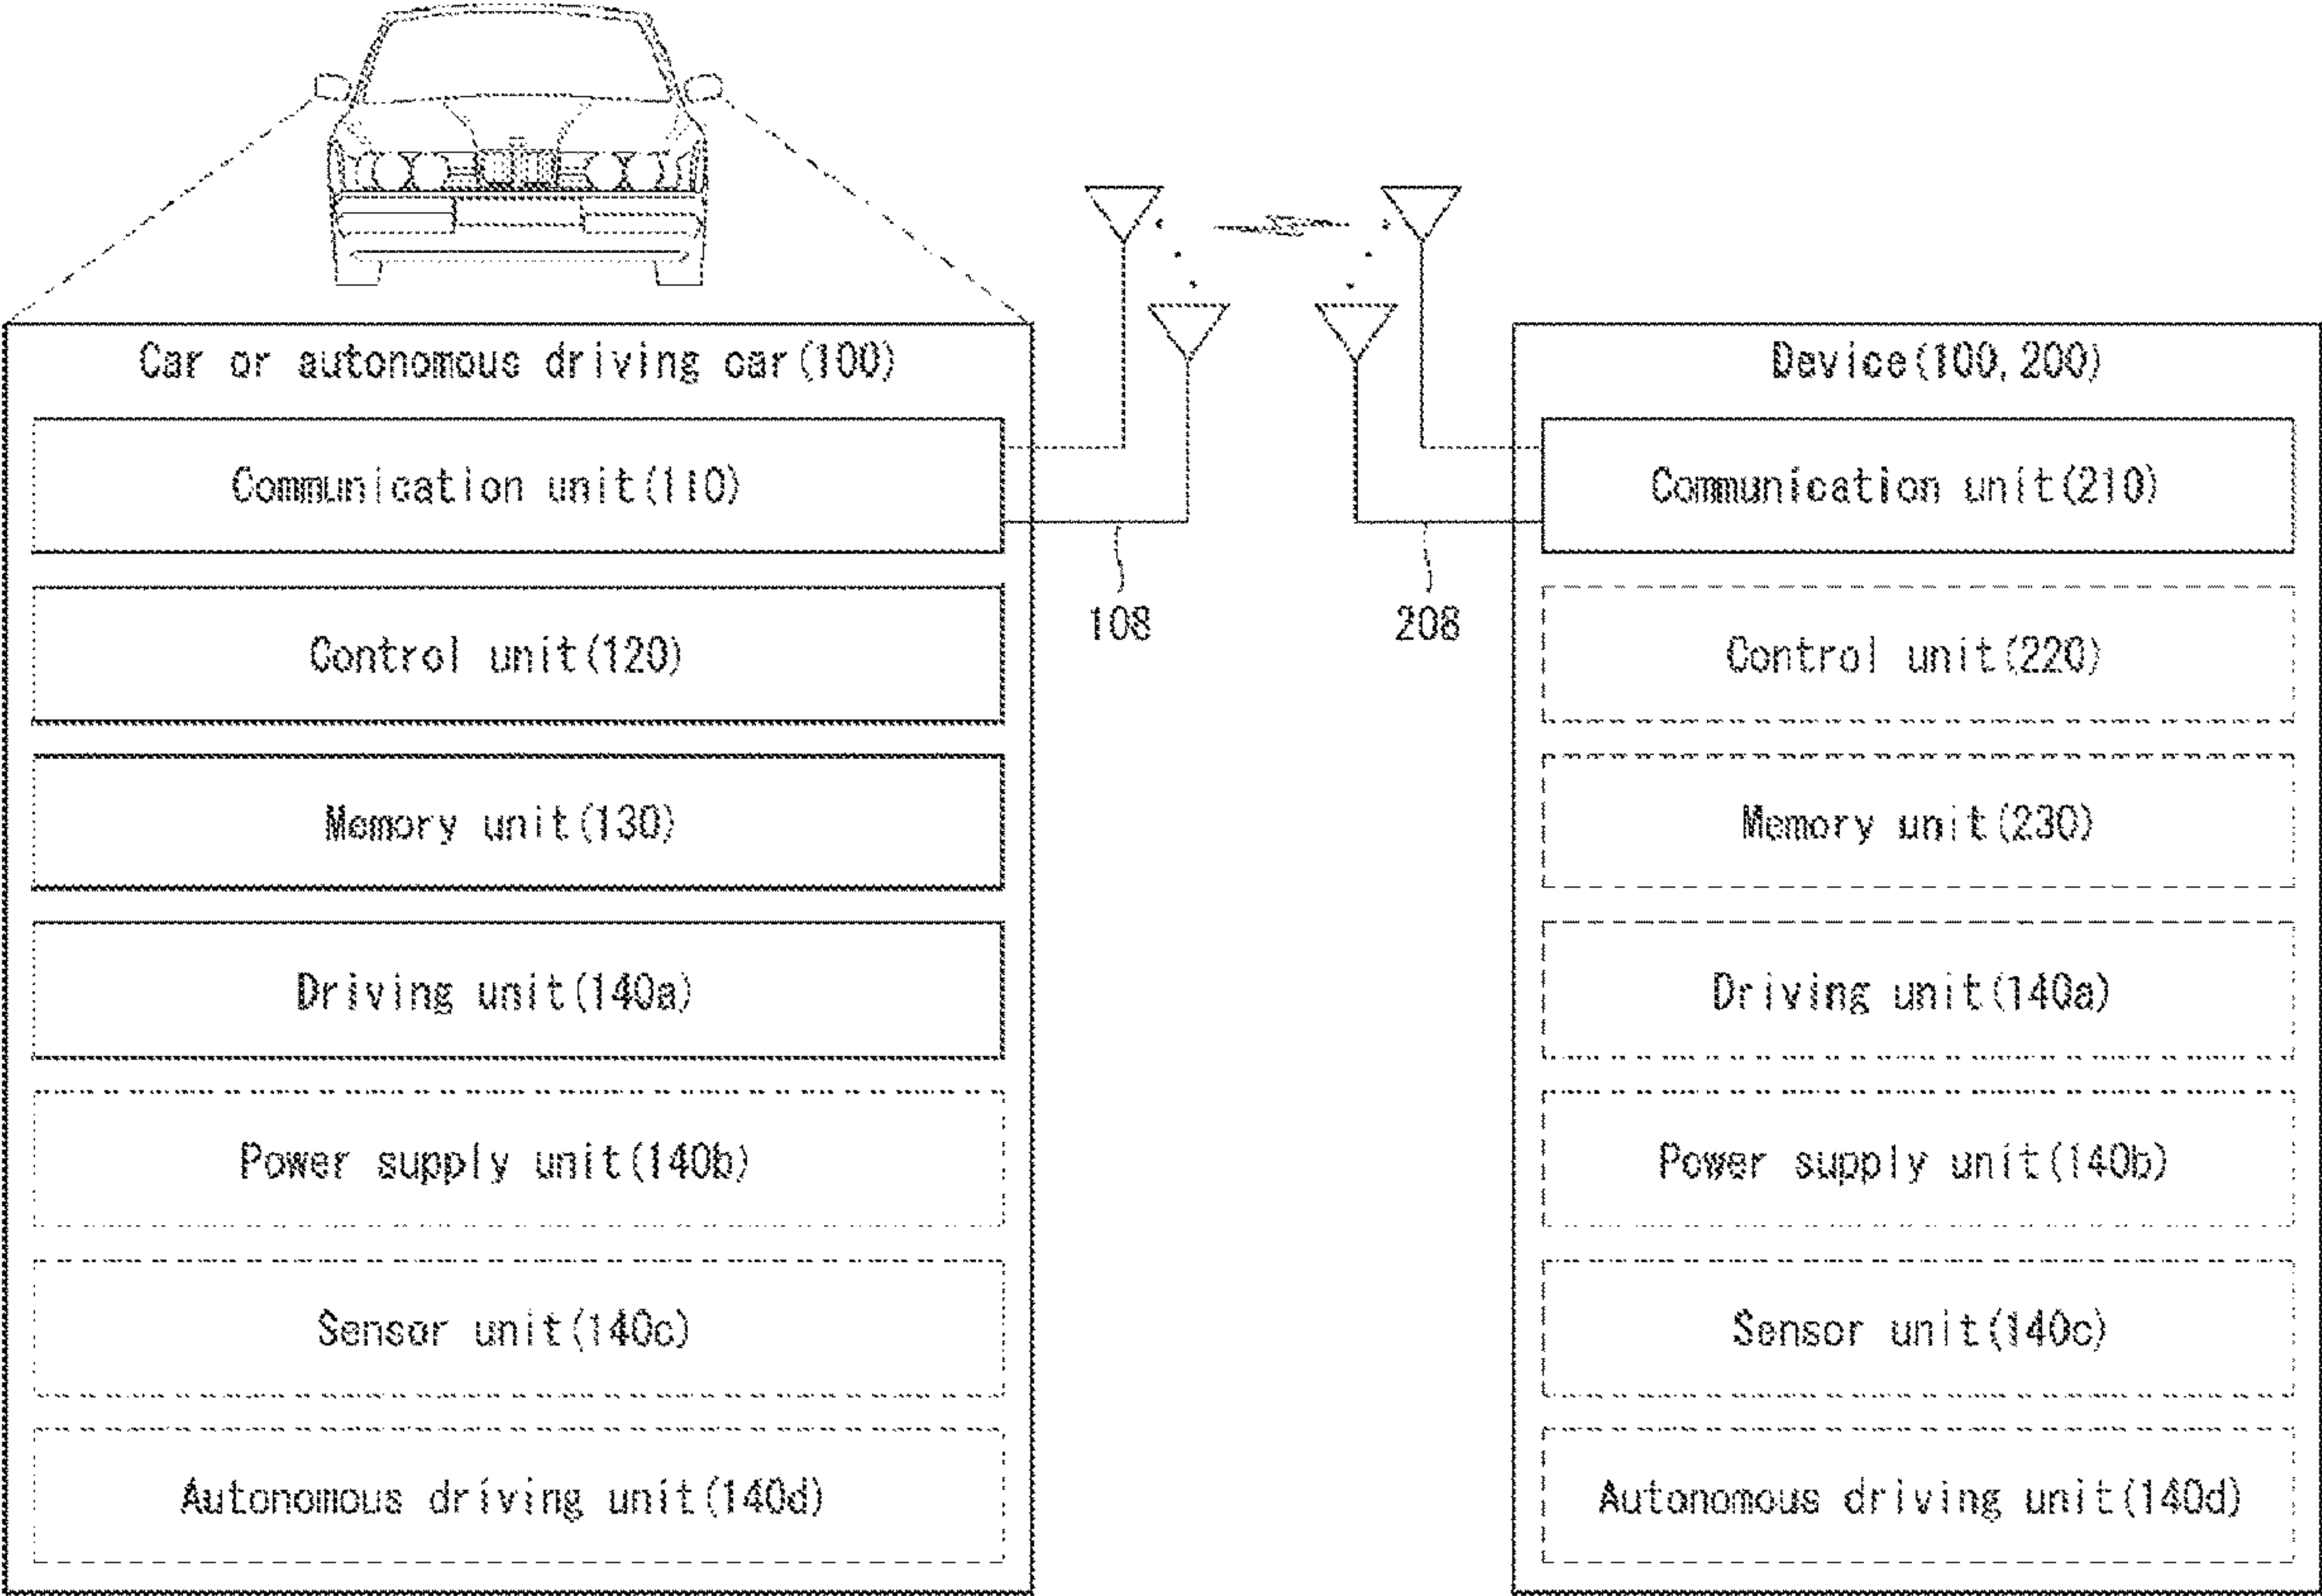 Car or autonomous driving car(100)
Communication unit(110)
Control unit(120)
Memory unit(130)
Driving unit(140a)
Power supply unit(140b)
Sensor unit(140c)
Autonomous driving unit(140d)
108
208
Device(100,200)
Communication unit(210)
Control unit(220)
Memory unit(230)
Driving unit(140a)
Power supply unit(140b)
Sensor unit(140c)
Autonomous driving unit(140d)